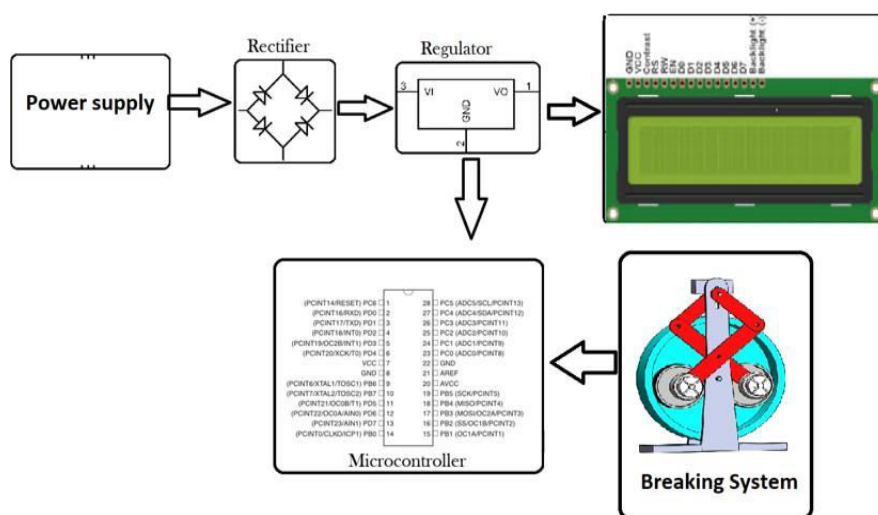 Power supply
Rectifier
Regulator
3 VI VO 1
GND
2
GND
VCC
Contrast
RS
RW
EN
D0
D1
D2
D3
D4
D5
D6
D7
Backlight (+)
Backlight (-)
(PCINT14/RESET) PC6 1 28 PC5 (ADC5/SCL/PCINT13)
(PCINT16/RXD) PD0 2 27 PC4 (ADC4/SDA/PCINT12)
(PCINT17/TXD) PD1 3 26 PC3 (ADC3/PCINT11)
(PCINT18/INT0) PD2 4 25 PC2 (ADC2/PCINT10)
(PCINT19/OC2B/INT1) PD3 5 24 PC1 (ADC1/PCINT9)
(PCINT20/XCK/T0) PD4 6 23 PC0 (ADC0/PCINT8)
VCC 7 22 GND
GND 8 21 AREF
(PCINT6/XTAL1/TOSC1) PB6 9 20 AVCC
(PCINT7/XTAL2/TOSC2) PB7 10 19 PB5 (SCK/PCINT5)
(PCINT21/OC0B/T1) PD5 11 18 PB4 (MISO/PCINT4)
(PCINT22/OC0A/AIN0) PD6 12 17 PB3 (MOSI/OC2A/PCINT3)
(PCINT23/AIN1) PD7 13 16 PB2 (SS/OC1B/PCINT2)
(PCINT0/CLKO/ICP1) PB0 14 15 PB1 (OC1A/PCINT1)
Microcontroller
Breaking System